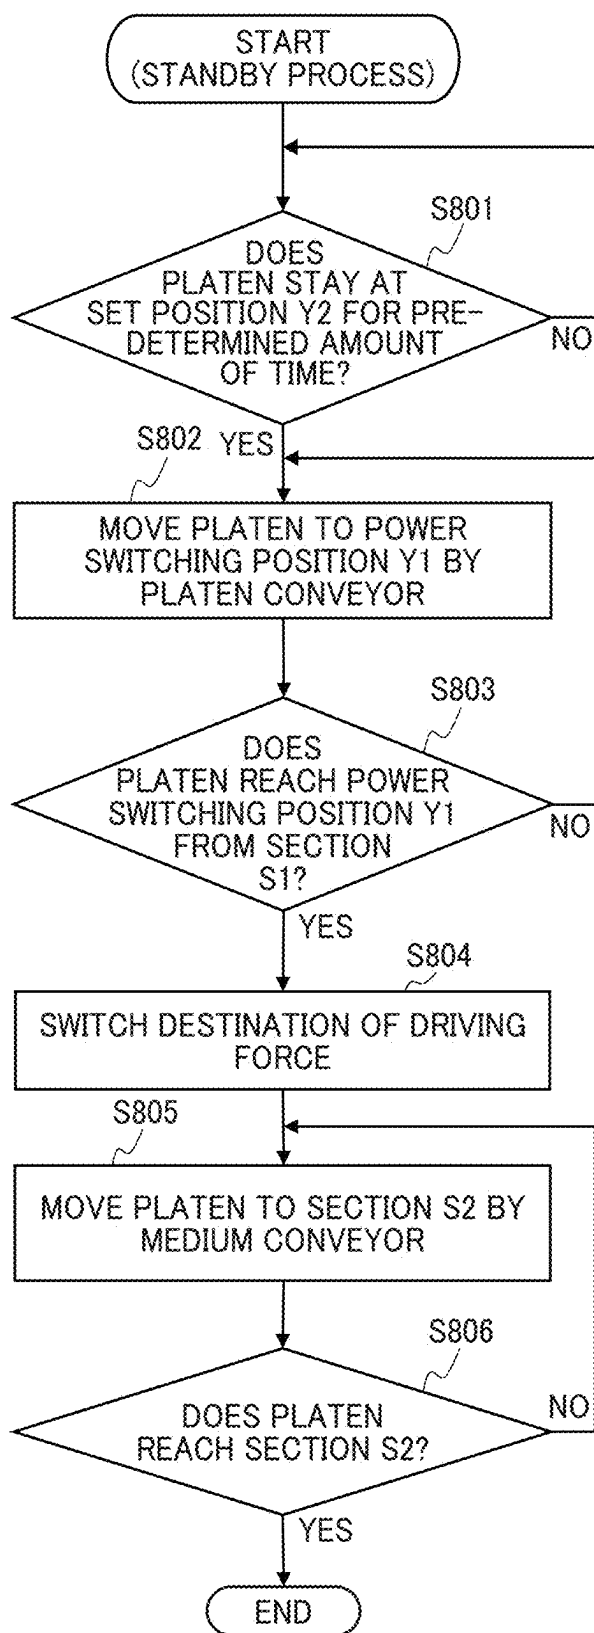 START
(STANDBY PROCESS)
S801
DOES
PLATEN STAY AT
SET POSITION Y2 FOR PRE-
DETERMINED AMOUNT
OF TIME?
NO
S802
YES
MOVE PLATEN TO POWER
SWITCHING POSITION Y1 BY
PLATEN CONVEYOR
S803
DOES
PLATEN REACH POWER
SWITCHING POSITION Y1
FROM SECTION
S1?
NO
YES
S804
SWITCH DESTINATION OF DRIVING
FORCE
S805
MOVE PLATEN TO SECTION S2 BY
MEDIUM CONVEYOR
S806
DOES PLATEN
REACH SECTION S2?
NO
YES
END